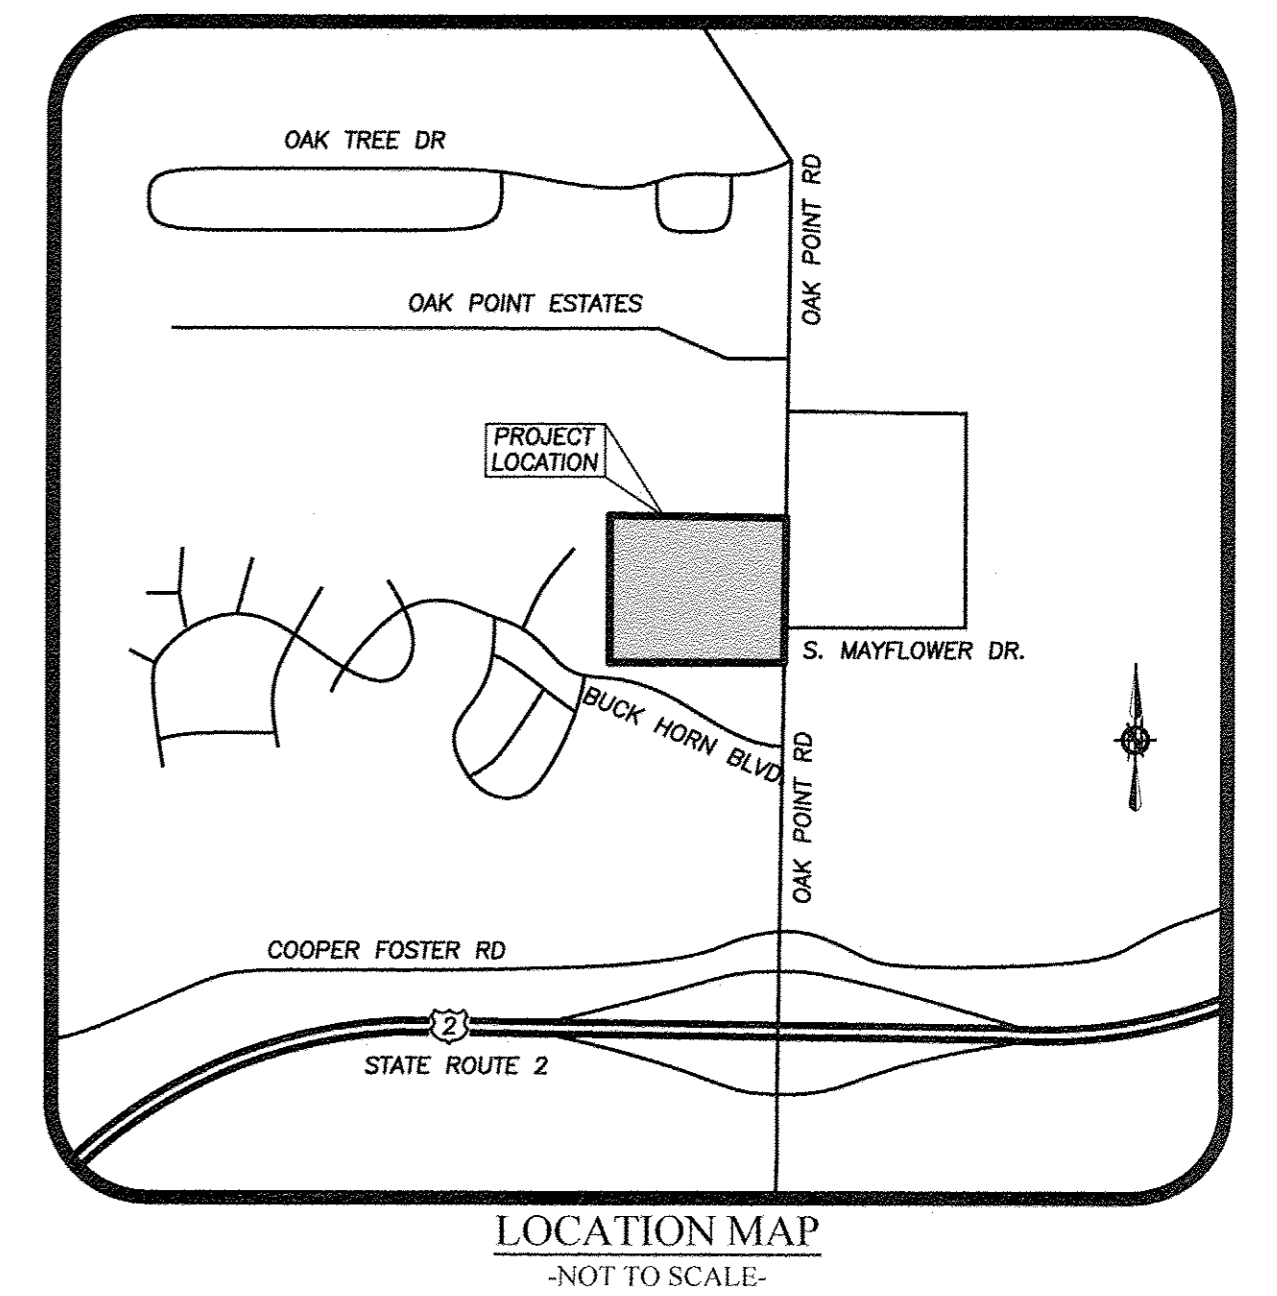 OAK TREE DR
OAK POINT RD
OAK POINT ESTATES
PROJECT
LOCATION
S. MAYFLOWER DR.
BUCK HORN BLVD.
OAK POINT RD
COOPER FOSTER RD
2
STATE ROUTE 2
LOCATION MAP
-NOT TO SCALE-